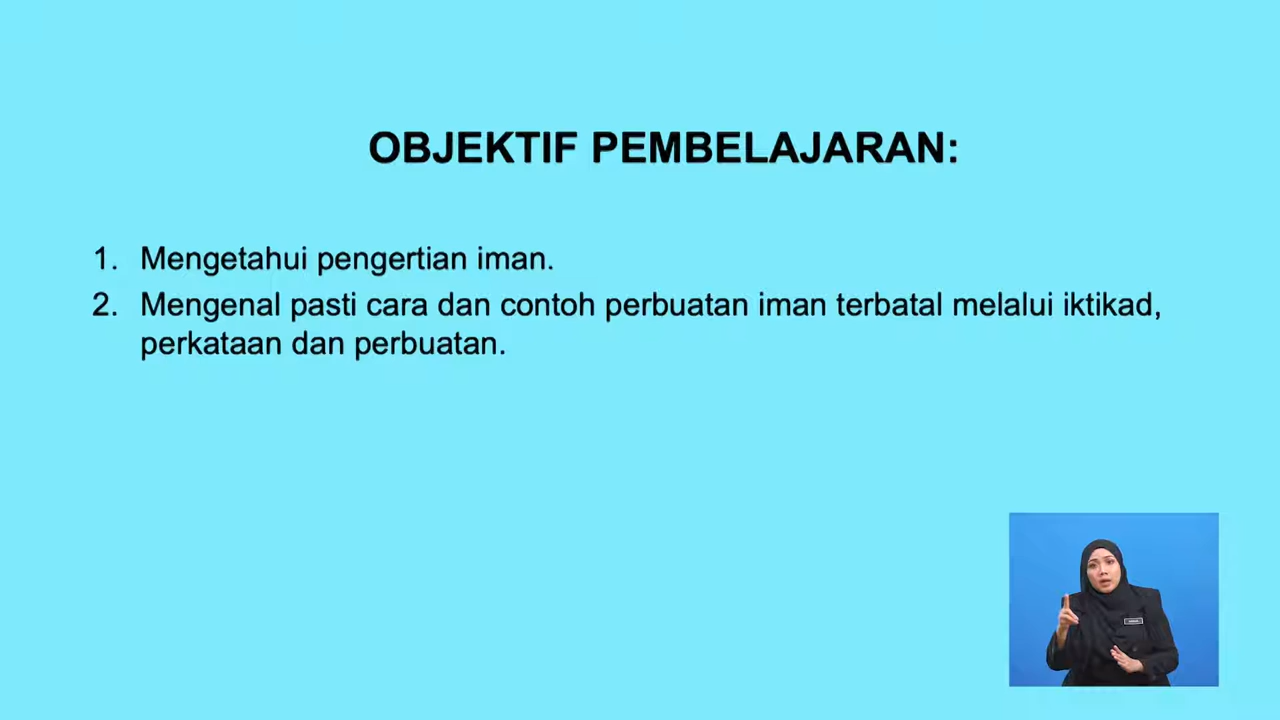 OBJEKTIF PEMBELAJARAN:
1. Mengetahui pengertian iman.
2. Mengenal pasti cara dan contoh perbuatan iman terbatal melalui iktikad,
perkataan dan perbuatan.